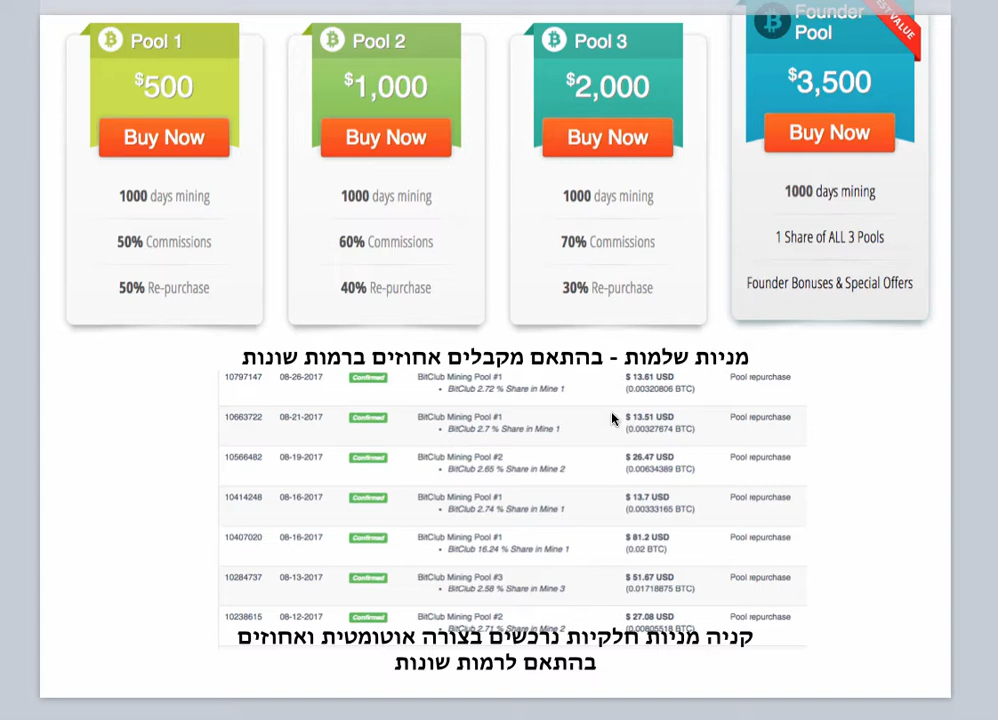 Pool 1
$500
Buy Now
1000 days mining
50% Commissions
50% Re-purchase
Pool 2
$1,000
Buy Now
1000 days mining
60% Commissions
40% Re-purchase
Pool 3
$2,000
Buy Now
1000 days mining
70% Commissions
30% Re-purchase
Founder
Pool
VALUE
$3,500
Buy Now
1000 days mining
1 Share of ALL 3 Pools
Founder Bonuses & Special Offers
מניות שלמות - בהתאם מקבלים אחוזים ברמות שונות
10797147 08-26-2017 Confirmed BitClub Mining Pool #1 $ 13.61 USD Pool repurchase
• BitClub 2.72 % Share in Mine 1 (0.00320806 BTC)
10663722 08-21-2017 Confirmed BitClub Mining Pool #1 $ 13.51 USD Pool repurchase
• BitClub 2.7 % Share in Mine 1 (0.00327674 BTC)
10566482 08-19-2017 Confirmed BitClub Mining Pool #2 $ 26.47 USD Pool repurchase
• BitClub 2.65 % Share in Mine 2 (0.00634389 BTC)
10414248 08-16-2017 Confirmed BitClub Mining Pool #1 $ 13.7 USD Pool repurchase
• BitClub 2.74 % Share in Mine 1 (0.00333165 BTC)
10407020 08-16-2017 Confirmed BitClub Mining Pool #1 $ 81.2 USD Pool repurchase
• BitClub 16.24 % Share in Mine 1 (0.02 BTC)
10284737 08-13-2017 Confirmed BitClub Mining Pool #3 $ 51.67 USD Pool repurchase
• BitClub 2.58 % Share in Mine 3 (0.01718875 BTC)
10238615 08-12-2017 Confirmed BitClub Mining Pool #2 $ 27.08 USD Pool repurchase
• BitClub 2.71 % Share in Mine 2 (0.00805518 BTC)
קניה מניות חלקיות נרכשים בצורה אוטומטית ואחוזים
בהתאם לרמות שונות